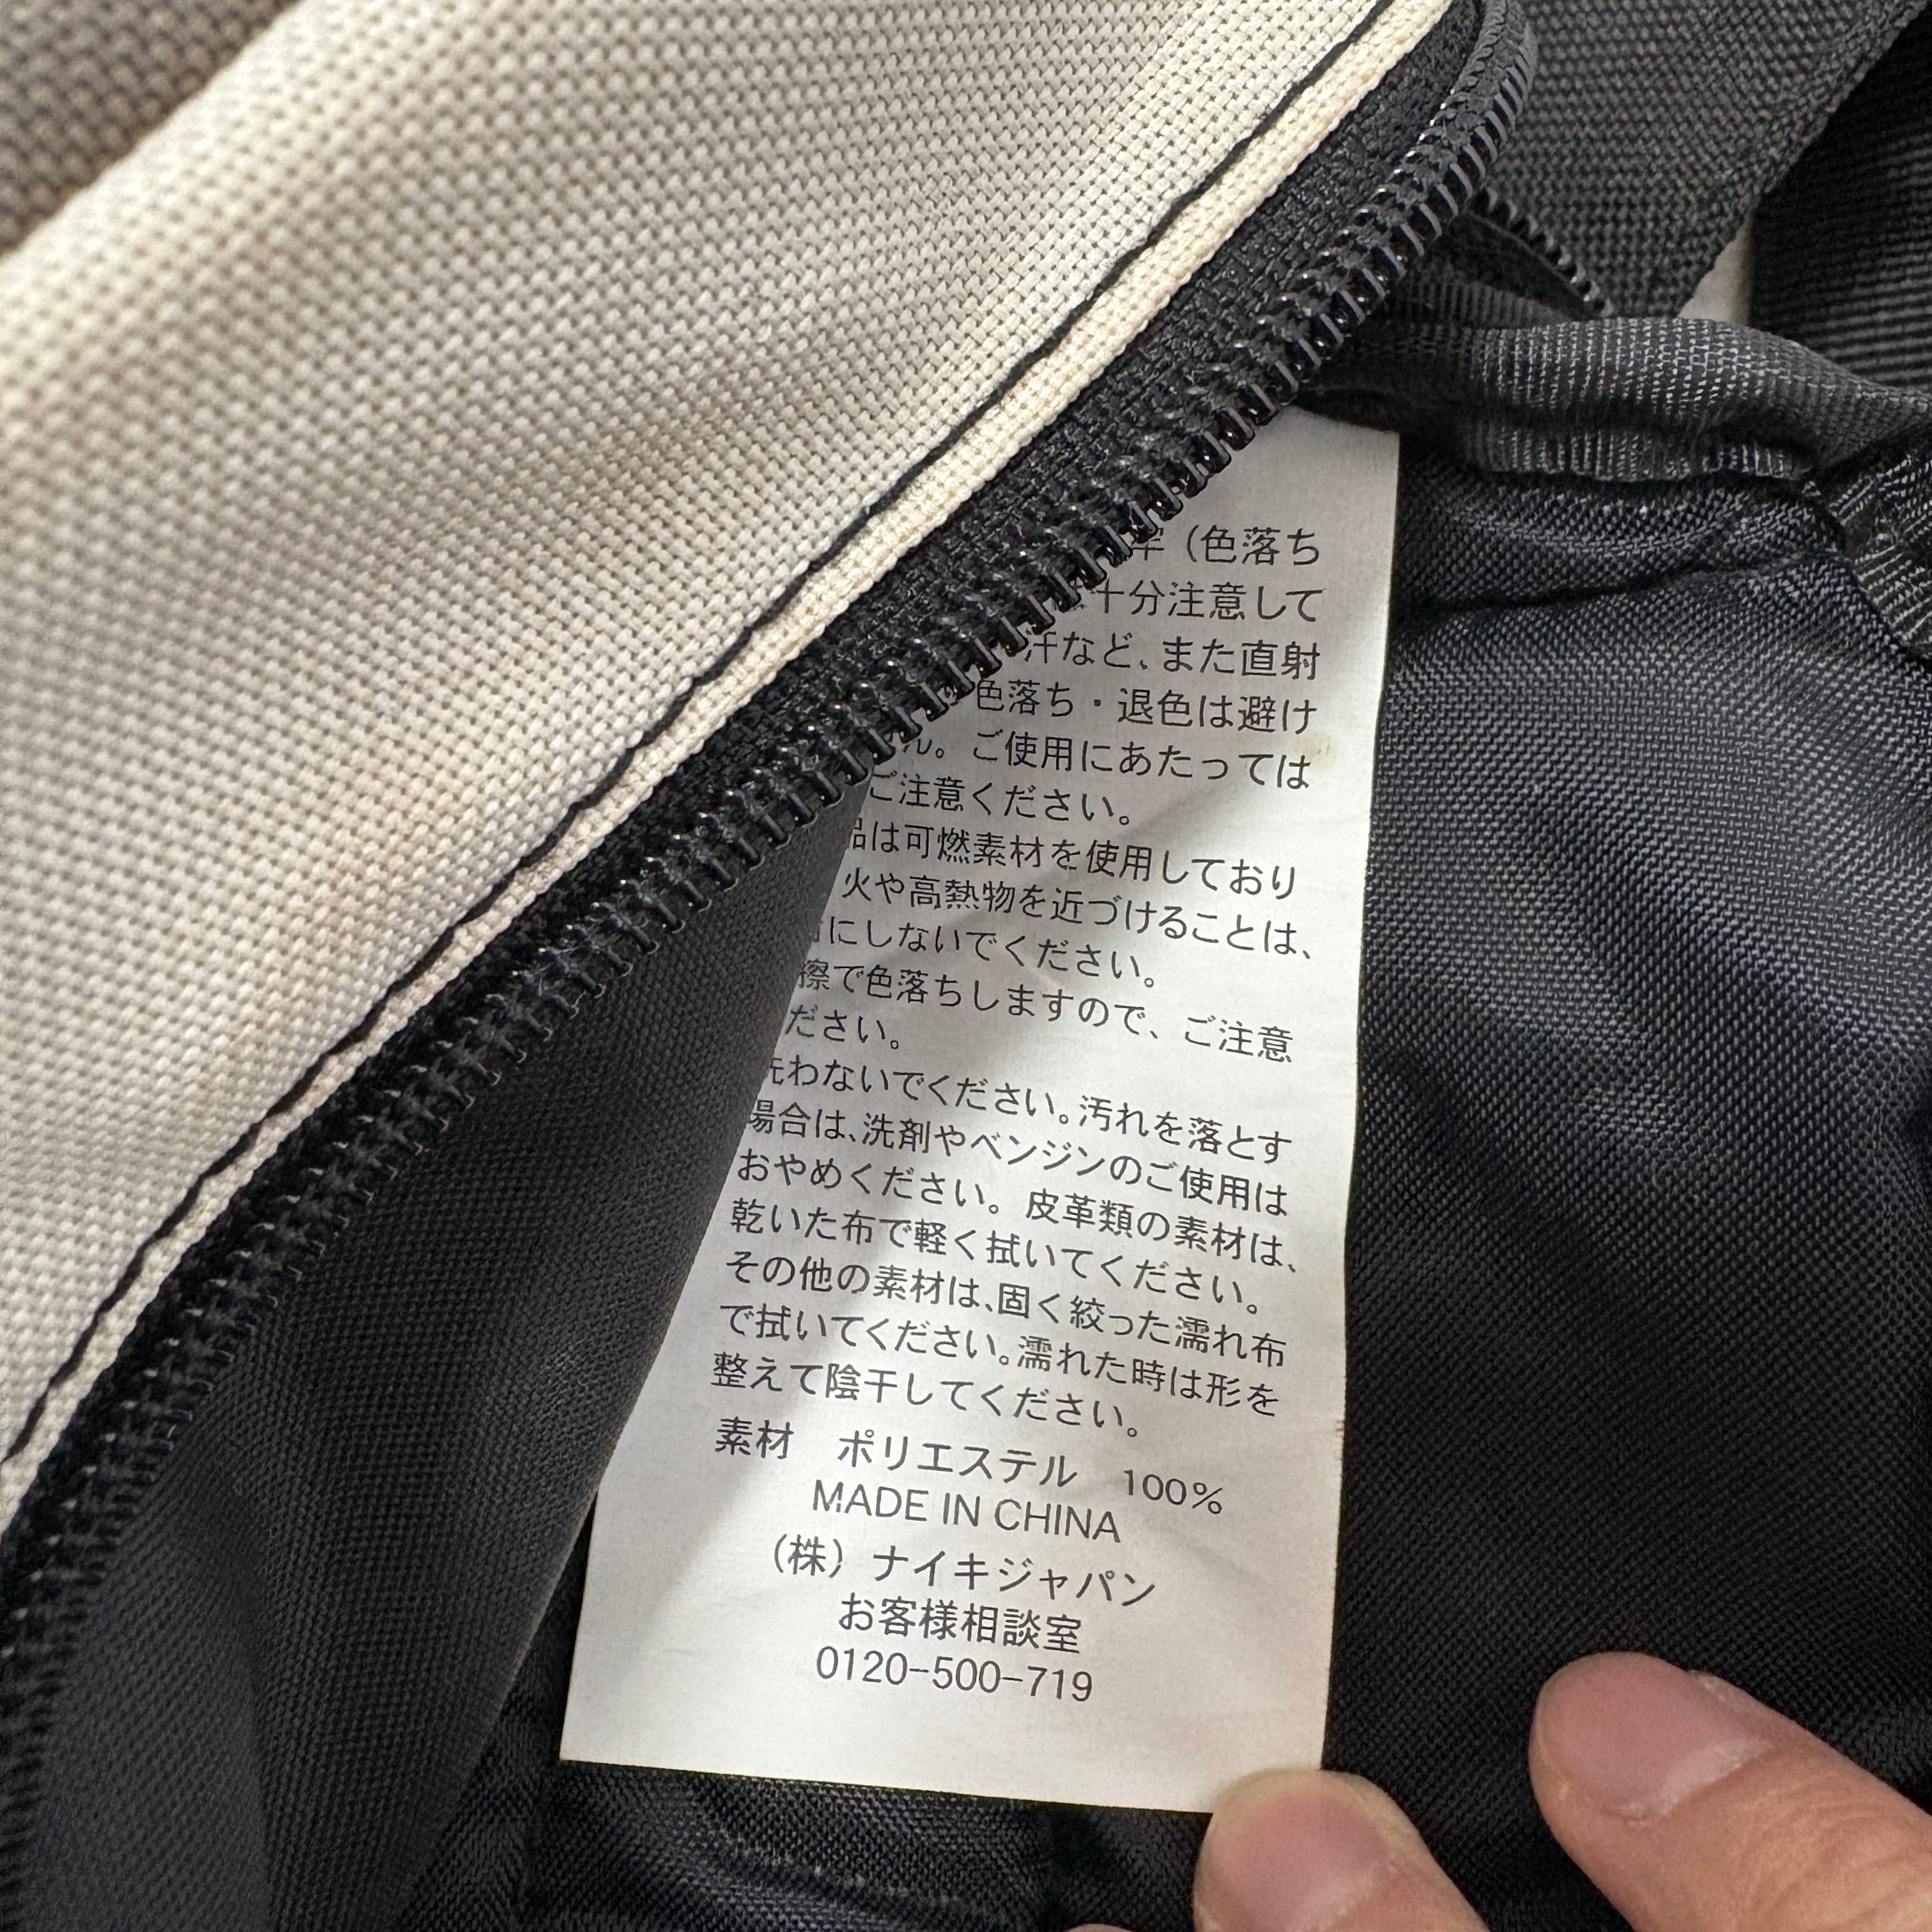 （色落ち
十分注意して
汗など、また直射
色落ち・退色は避け
ん。ご使用にあたっては
ご注意ください。
品は可燃素材を使用しており
火や高熱物を近づけることは、
にしないでください。
擦で色落ちしますので、ご注意
ださい。
洗わないでください。汚れを落とす
場合は、洗剤やベンジンのご使用は
おやめください。皮革類の素材は、
乾いた布で軽く拭いてください。
その他の素材は、固く絞った濡れ布
で拭いてください。濡れた時は形を
整えて陰干してください。
素材　ポリエステル　100%
MADE IN CHINA
（株）ナイキジャパン
お客様相談室
0120-500-719